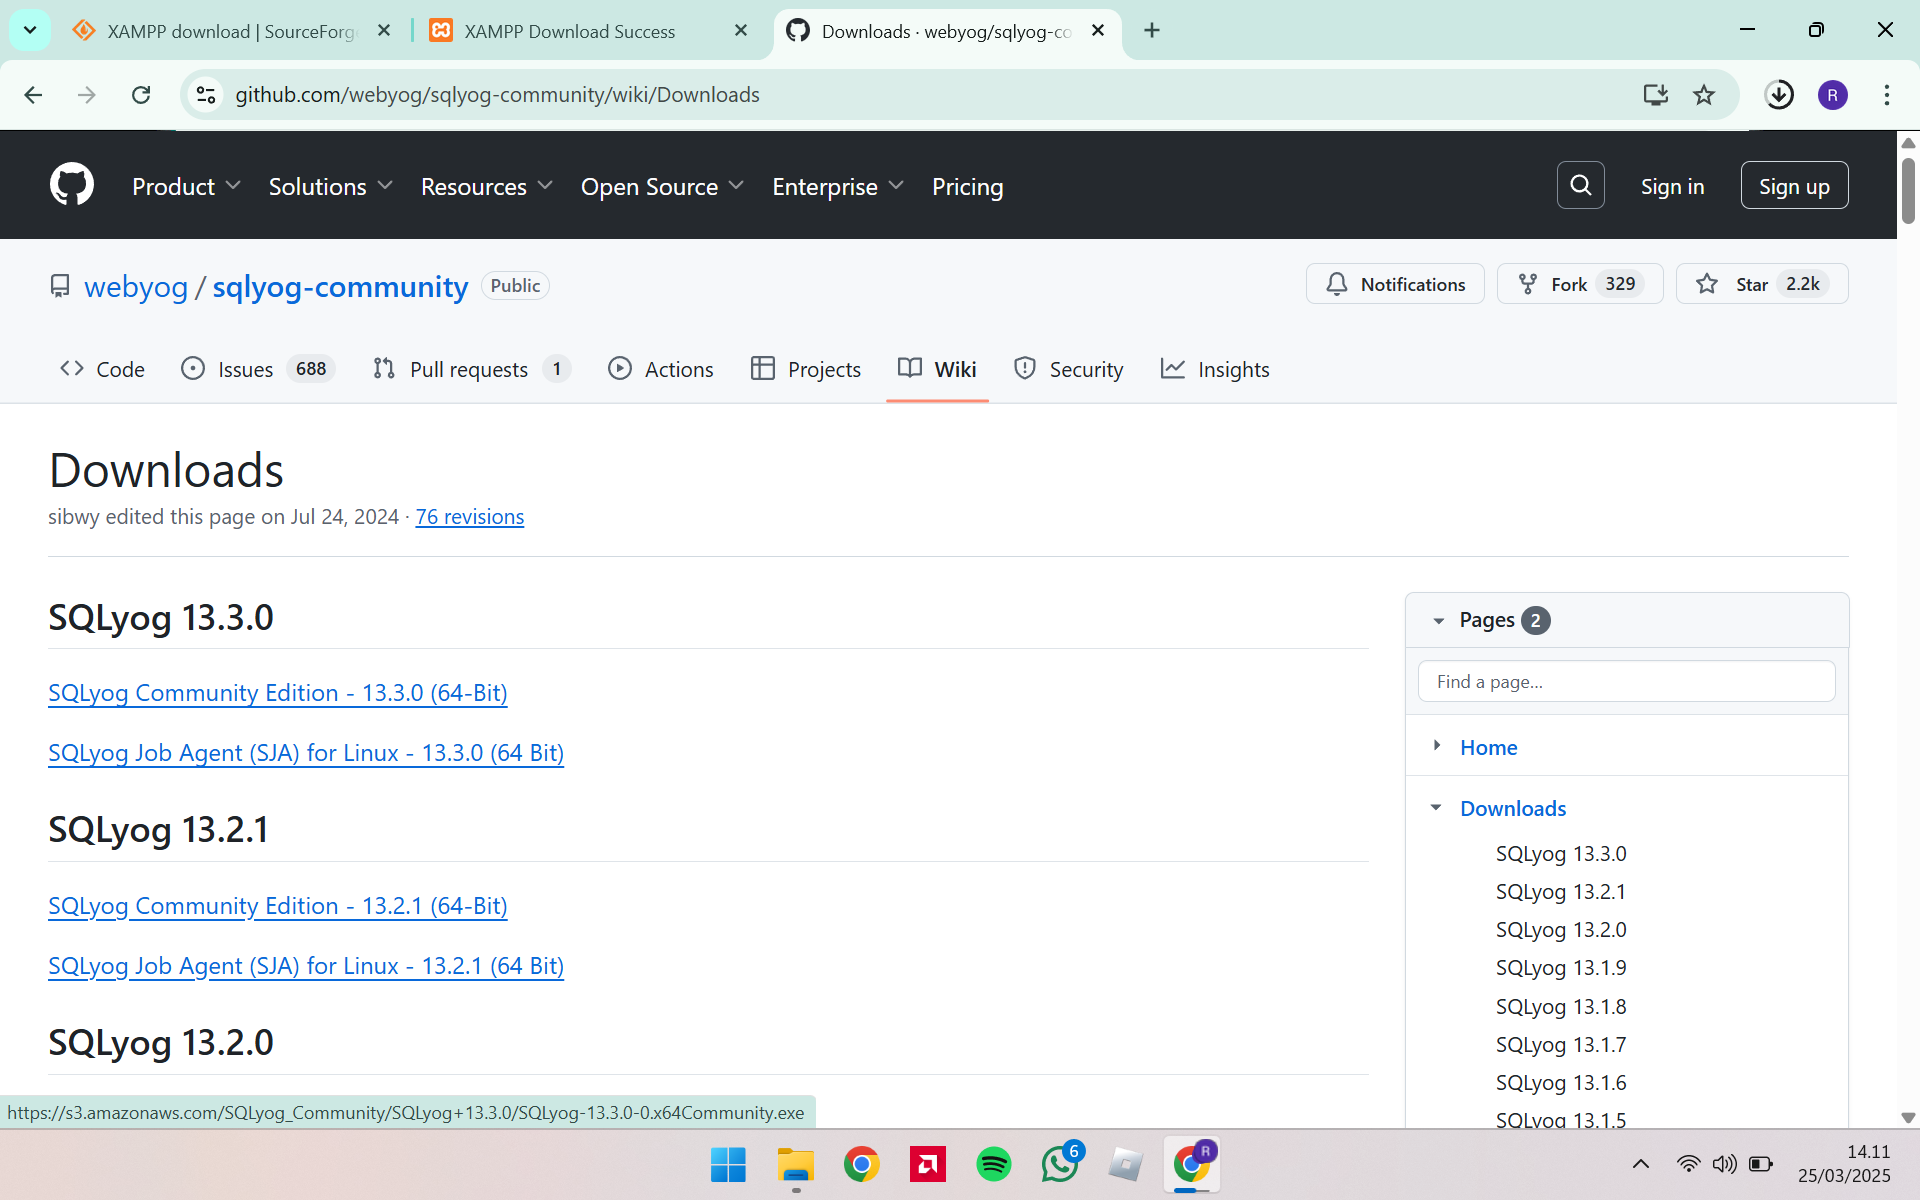 XAMPP download | SourceForge
XAMPP Download Success
Downloads · webyog/sqlyog-co
github.com/webyog/sqlyog-community/wiki/Downloads
R
Product
Solutions
Resources
Open Source
Enterprise
Pricing
Sign in
Sign up
webyog / sqlyog-community
Public
Notifications
Fork 329
Star 2.2k
Code
Issues 688
Pull requests 1
Actions
Projects
Wiki
Security
Insights
Downloads
sibwy edited this page on Jul 24, 2024 · 76 revisions
SQLyog 13.3.0
SQLyog Community Edition - 13.3.0 (64-Bit)
SQLyog Job Agent (SJA) for Linux - 13.3.0 (64 Bit)
SQLyog 13.2.1
SQLyog Community Edition - 13.2.1 (64-Bit)
SQLyog Job Agent (SJA) for Linux - 13.2.1 (64 Bit)
SQLyog 13.2.0
Pages 2
Find a page...
Home
Downloads
SQLyog 13.3.0
SQLyog 13.2.1
SQLyog 13.2.0
SQLyog 13.1.9
SQLyog 13.1.8
SQLyog 13.1.7
SQLyog 13.1.6
SQLyog 13.1.5
https://s3.amazonaws.com/SQLyog_Community/SQLyog+13.3.0/SQLyog-13.3.0-0.x64Community.exe
6
R
14.11
25/03/2025